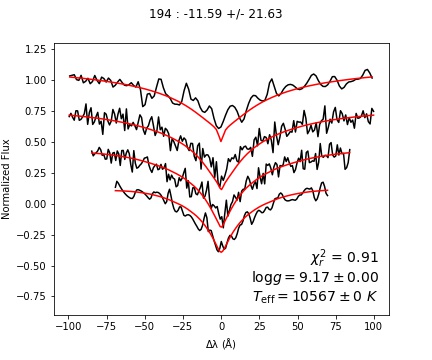 194 : -11.59 +/- 21.63
1.25
1.00
0.75
0.50
0.25
0.00
−0.25
−0.50
−0.75
Normalized Flux
χ²ᵣ = 0.91
logg = 9.17 ± 0.00
T_eff = 10567 ± 0 K
−100 −75 −50 −25 0 25 50 75 100
Δλ (Å)